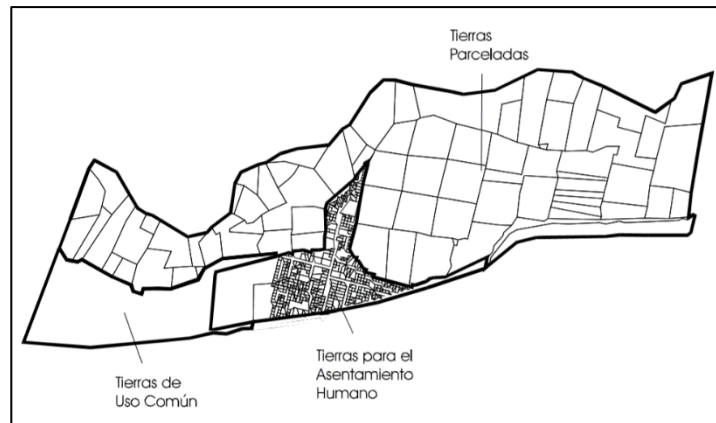 Tierras
Parceladas
Tierras para el
Asentamiento
Humano
Tierras de
Uso Común